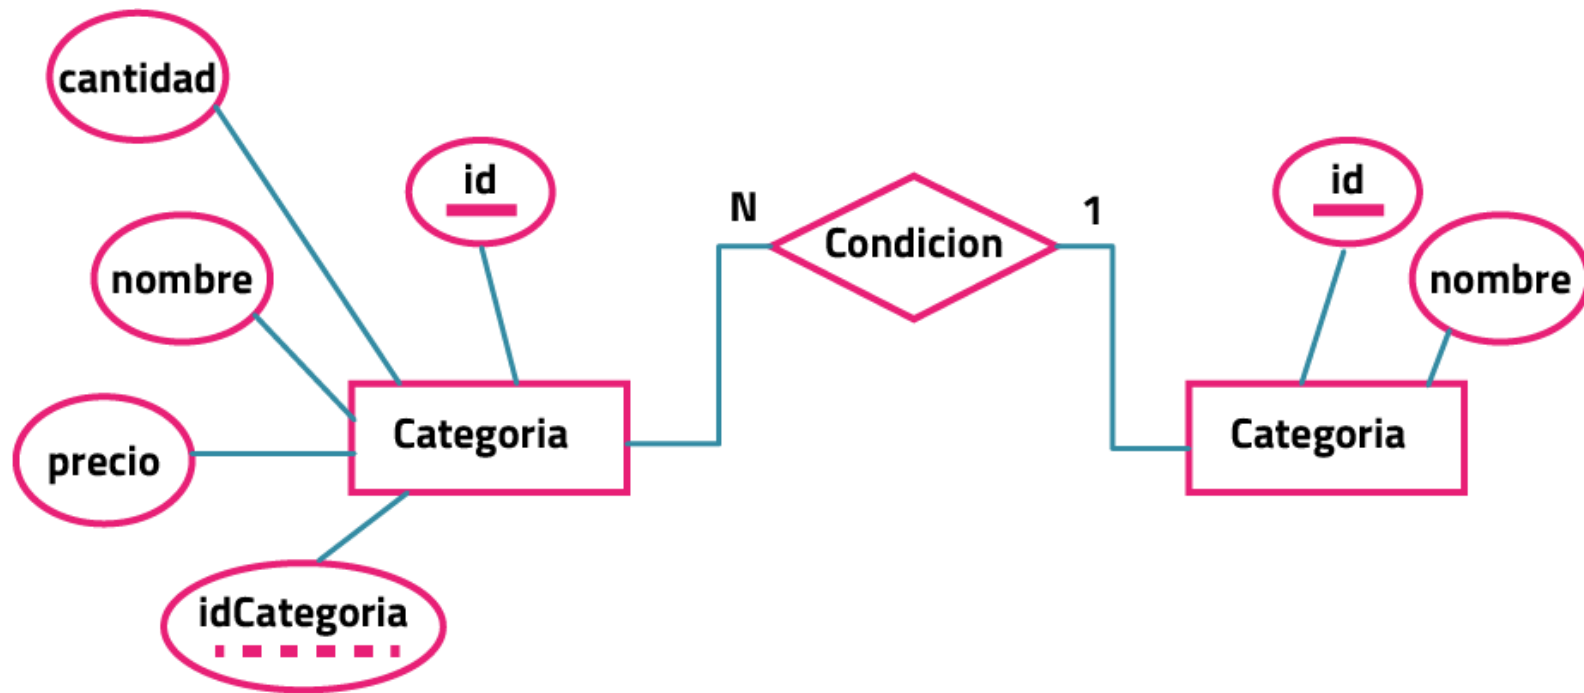 cantidad
id
id
N
1
Condicion
nombre
nombre
Categoria
Categoria
precio
idCategoria